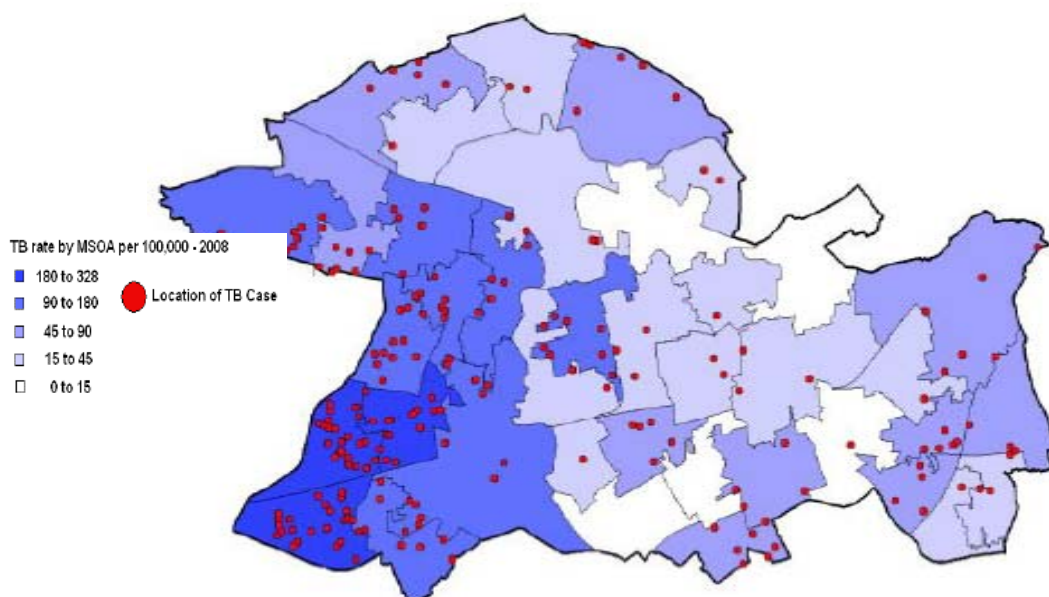 TB rate by MSOA per 100,000 - 2008
180 to 328
90 to 180
Location of TB Case
45 to 90
15 to 45
0 to 15